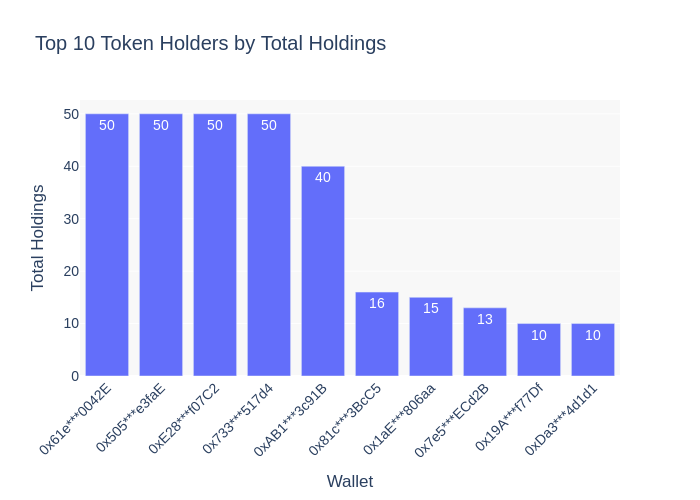 Top 10 Token Holders by Total Holdings
Total Holdings
50
40
30
20
10
0
50
50
50
50
40
16
15
13
10
10
0x61e***0042E
0x505***e3faE
0xE28***f07C2
0x733***517d4
0xAB1***3c91B
0x81c***3BcC5
0x1aE***806aa
0x7e5***ECd2B
0x19A***f77Df
0xDa3***4d1d1
Wallet